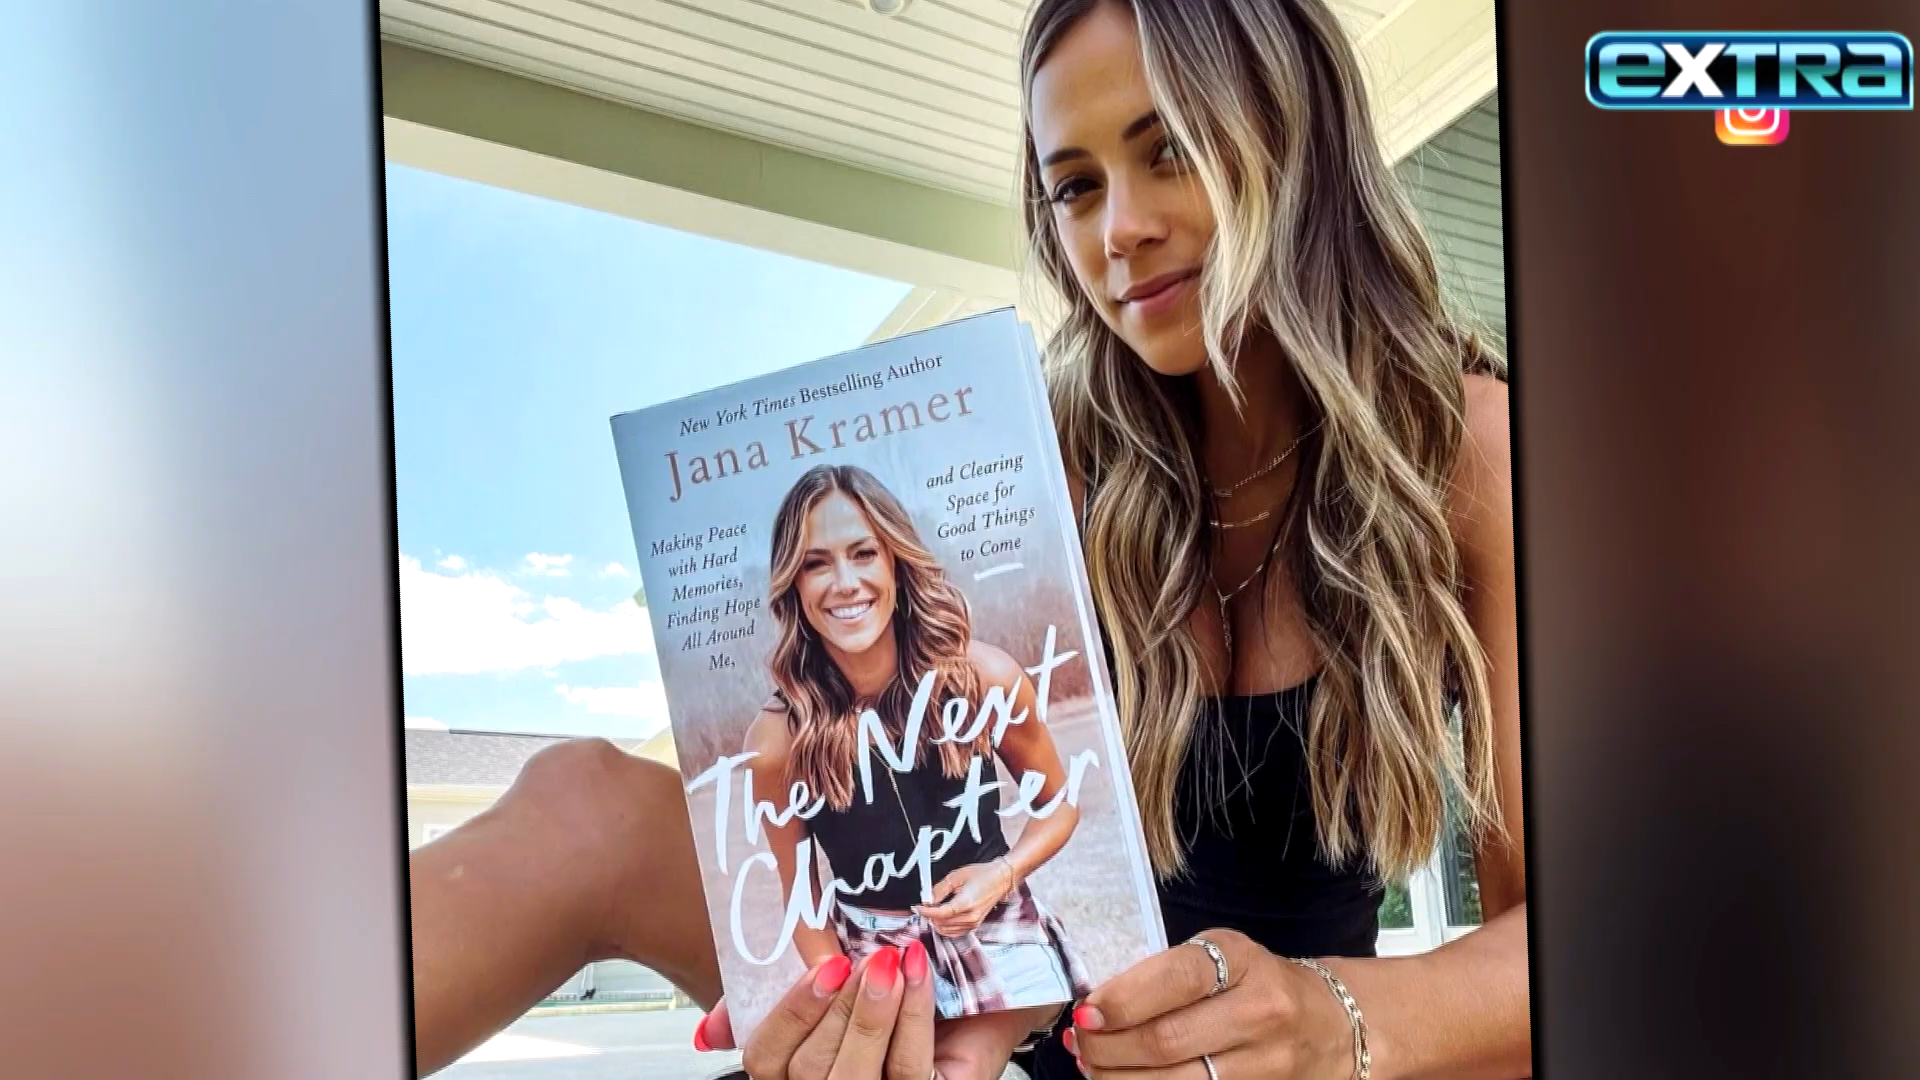 extra
New York Times Bestselling Author
Jana Kramer
Making Peace
with Hard
Memories,
Finding Hope
All Around
Me,
and Clearing
Space for
Good Things
to Come
The Next
Chapter